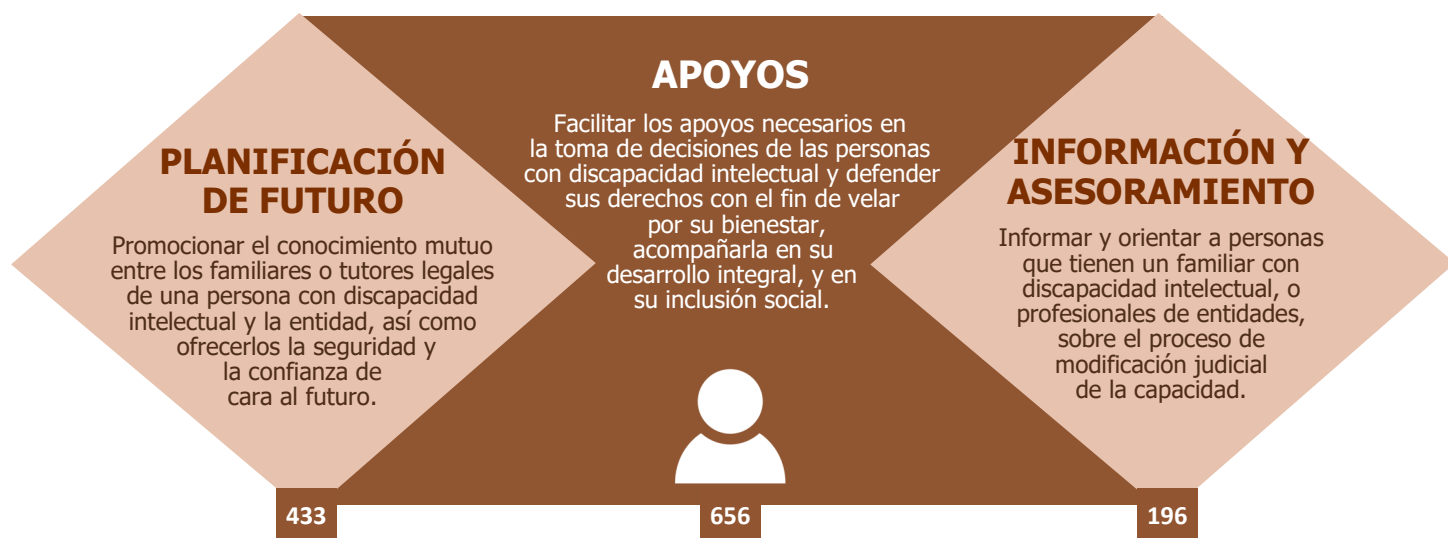 PLANIFICACIÓN
DE FUTURO
Promocionar el conocimiento mutuo
entre los familiares o tutores legales
de una persona con discapacidad
intelectual y la entidad, así como
ofrecerlos la seguridad y
la confianza de
cara al futuro.
433
APOYOS
Facilitar los apoyos necesarios en
la toma de decisiones de las personas
con discapacidad intelectual y defender
sus derechos con el fin de velar
por su bienestar,
acompañarla en su
desarrollo integral, y en
su inclusión social.
656
INFORMACIÓN Y
ASESORAMIENTO
Informar y orientar a personas
que tienen un familiar con
discapacidad intelectual, o
profesionales de entidades,
sobre el proceso de
modificación judicial
de la capacidad.
196